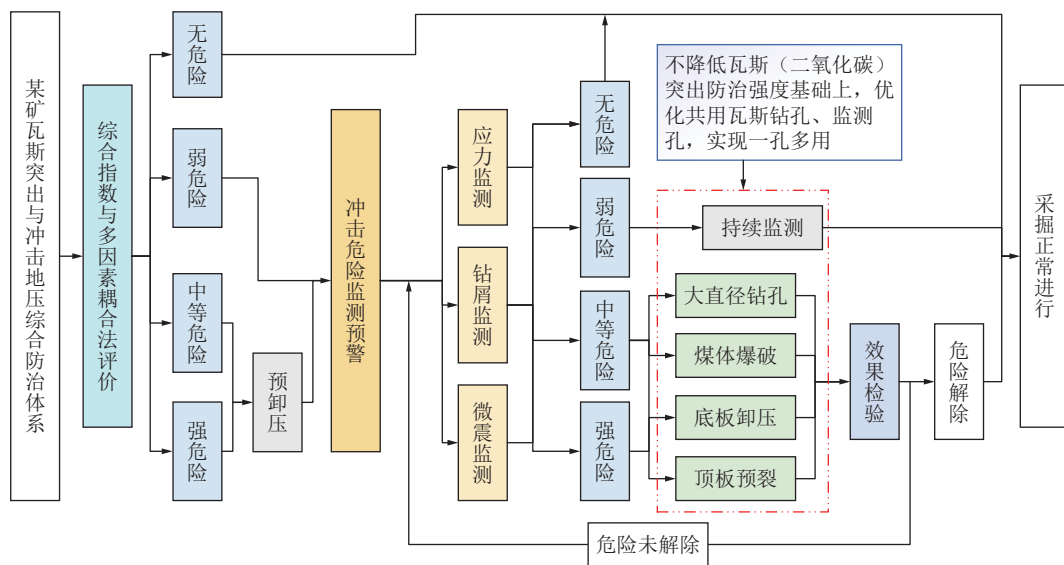 某矿瓦斯突出与冲击地压综合防治体系
综合指数与多因素耦合法评价
无危险
弱危险
中等危险
强危险
预卸压
冲击危险监测预警
应力监测
钻屑监测
微震监测
无危险
弱危险
中等危险
强危险
不降低瓦斯（二氧化碳）
突出防治强度基础上，优
化共用瓦斯钻孔、监测
孔，实现一孔多用
持续监测
大直径钻孔
煤体爆破
底板卸压
顶板预裂
效果检验
危险解除
危险未解除
采掘正常进行